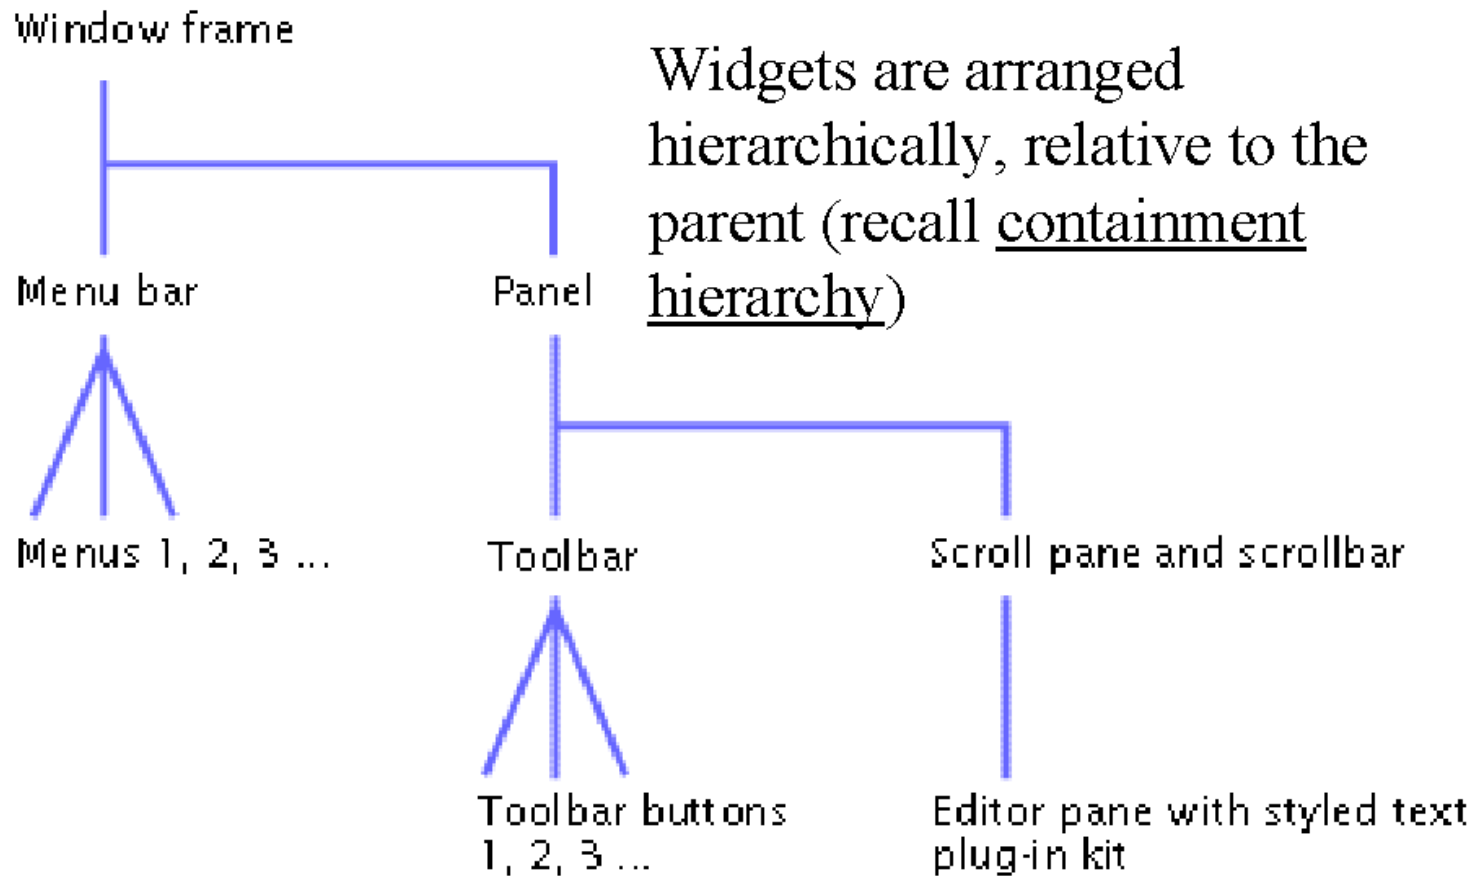 Window frame
Widgets are arranged
hierarchically, relative to the
parent (recall containment
hierarchy)
Menu bar
Panel
Menus 1, 2, 3 ...
Toolbar
Scroll pane and scrollbar
Toolbar buttons
1, 2, 3 ...
Editor pane with styled text
plug-in kit